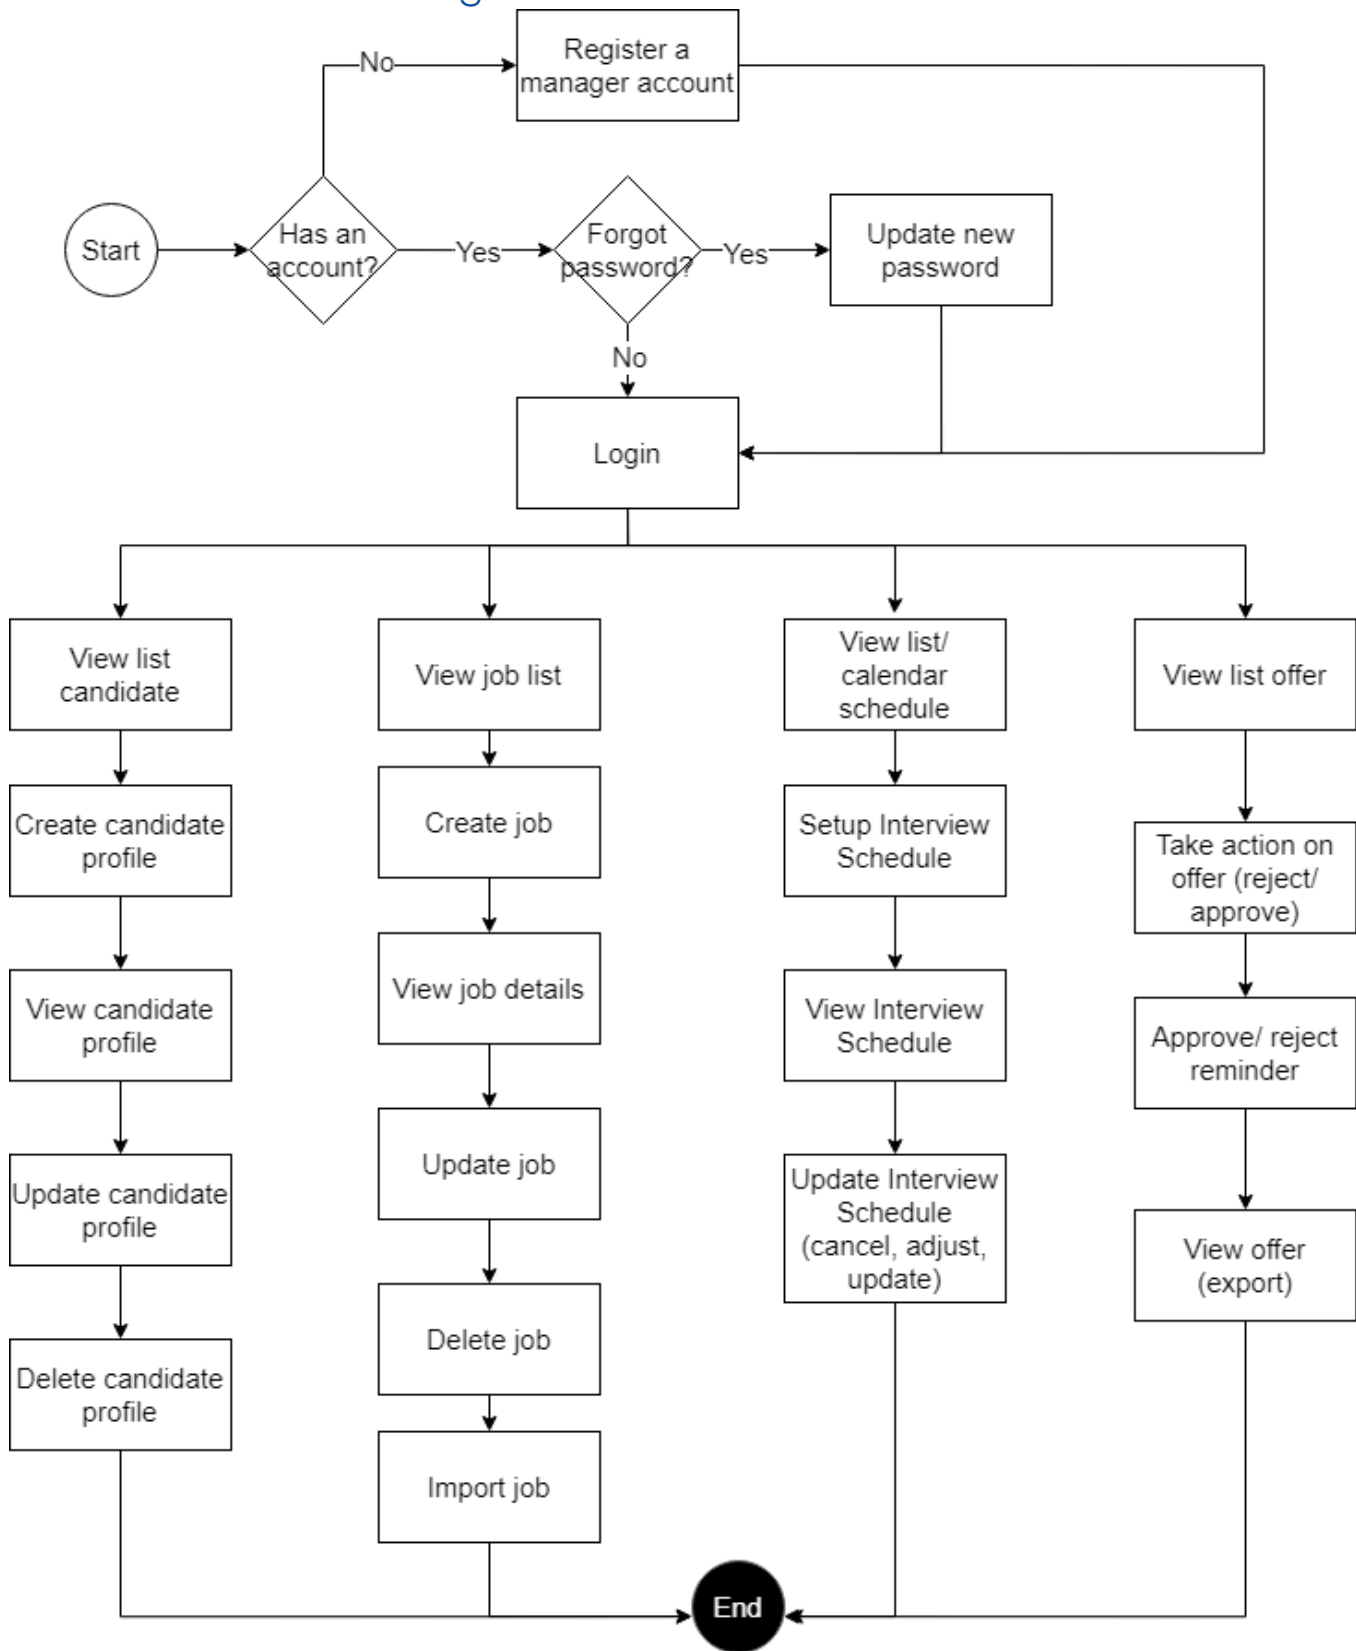 No
Register a
manager account
Start
Has an
account?
Yes
Forgot
password?
Yes
Update new
password
No
Login
View list
candidate
View job list
View list/
calendar
schedule
View list offer
Create candidate
profile
Create job
Setup Interview
Schedule
Take action on
offer (reject/
approve)
View candidate
profile
View job details
View Interview
Schedule
Approve/ reject
reminder
Update candidate
profile
Update job
Update Interview
Schedule
(cancel, adjust,
update)
View offer
(export)
Delete candidate
profile
Delete job
Import job
End